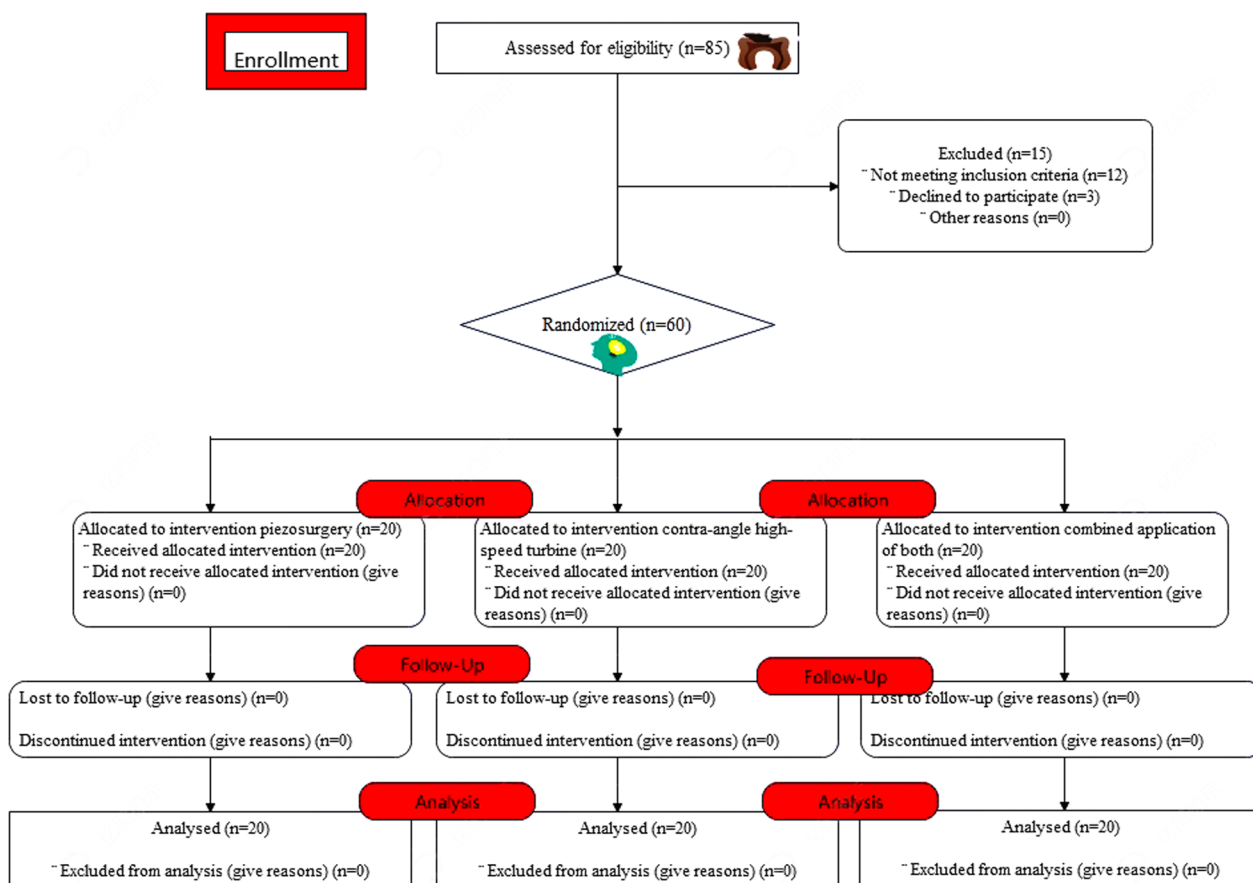 Enrollment
Assessed for eligibility (n=85)
Excluded (n=15)
¨ Not meeting inclusion criteria (n=12)
¨ Declined to participate (n=3)
¨ Other reasons (n=0)
Randomized (n=60)
Allocation
Allocation
Allocated to intervention piezosurgery (n=20)
¨ Received allocated intervention (n=20)
¨ Did not receive allocated intervention (give
reasons) (n=0)
Allocated to intervention contra-angle high-
speed turbine (n=20)
¨ Received allocated intervention (n=20)
¨ Did not receive allocated intervention (give
reasons) (n=0)
Allocated to intervention combined application
of both (n=20)
¨ Received allocated intervention (n=20)
¨ Did not receive allocated intervention (give
reasons) (n=0)
Follow-Up
Follow-Up
Lost to follow-up (give reasons) (n=0)
Discontinued intervention (give reasons) (n=0)
Lost to follow-up (give reasons) (n=0)
Discontinued intervention (give reasons) (n=0)
Lost to follow-up (give reasons) (n=0)
Discontinued intervention (give reasons) (n=0)
Analysis
Analysis
Analysed (n=20)
¨ Excluded from analysis (give reasons) (n=0)
Analysed (n=20)
¨ Excluded from analysis (give reasons) (n=0)
Analysed (n=20)
¨ Excluded from analysis (give reasons) (n=0)